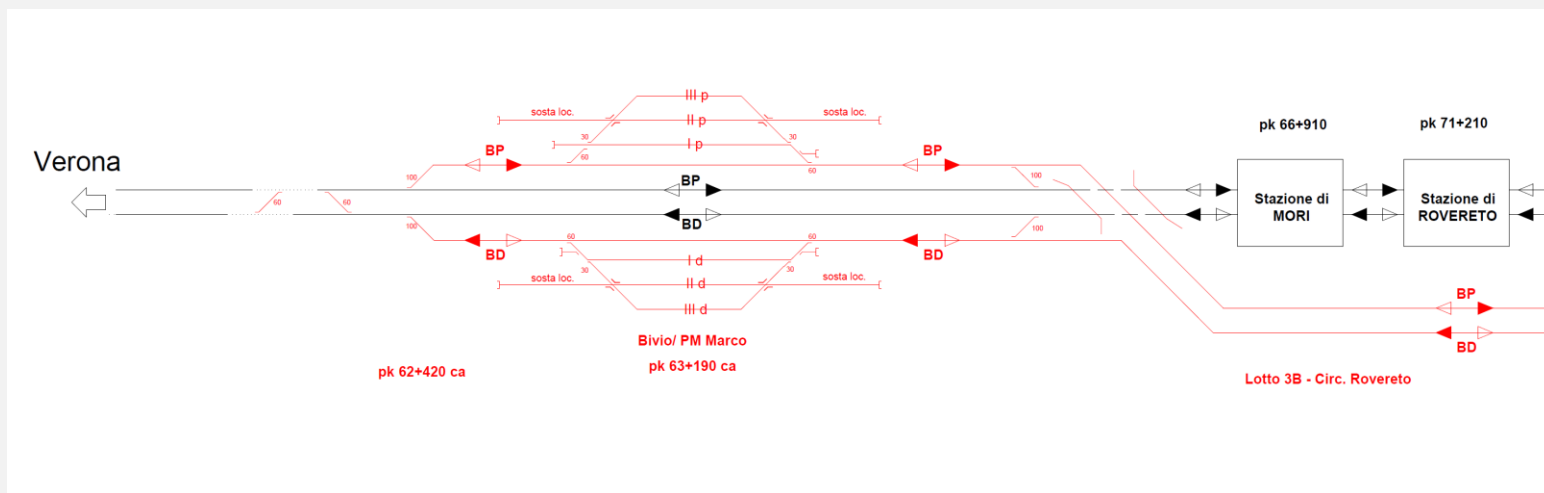 III p
sosta loc.
II p
sosta loc.
pk 66+910
pk 71+210
30
I p
30
Verona
BP
60
BP
60
100
BP
100
Stazione di
MORI
Stazione di
ROVERETO
60
60
BD
100
60
60
100
BD
I d
BD
30
30
sosta loc.
II d
sosta loc.
III d
BP
Bivio/ PM Marco
BD
pk 62+420 ca
pk 63+190 ca
Lotto 3B - Circ. Rovereto